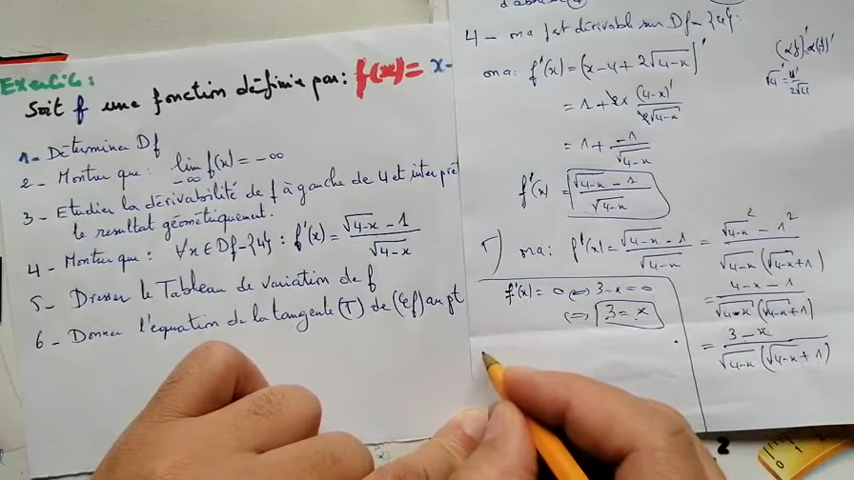 Exercice :
Soit f une fonction définie par : f(x) = x-
1- Déterminer Df
2- Montrer que : lim f(x) = -∞
-∞
3- Etudier la dérivabilité de f à gauche de 4 et interprét
le resultat géométriquement.
4- Montrer que : ∀x ∈ Df-{4} : f'(x) = (√(4-x) - 1)/√(4-x)
5- Dresser le Tableau de variation de f
6- Donner l'équation de la tangente (T) de (Cf) au pt
4- on a f est dérivable sur Df-{4} :
on a : f'(x) = (x-4+2√(4-x))'
(αf)' = α(f)'
√u' = u'/2√u
= 1 + 2x (4-x)'/2√(4-x)
= 1 + -1/√(4-x)
f'(x) = (√(4-x) - 1)/√(4-x)
on a : f'(x) = (√(4-x) - 1)/√(4-x) = (√(4-x)² - 1²)/(√(4-x)(√(4-x)+1))
= (4-x-1)/(√(4-x)(√(4-x)+1))
= (3-x)/(√(4-x)(√(4-x)+1))
f'(x) = 0 ⇔ 3-x = 0
⇔ 3 = x